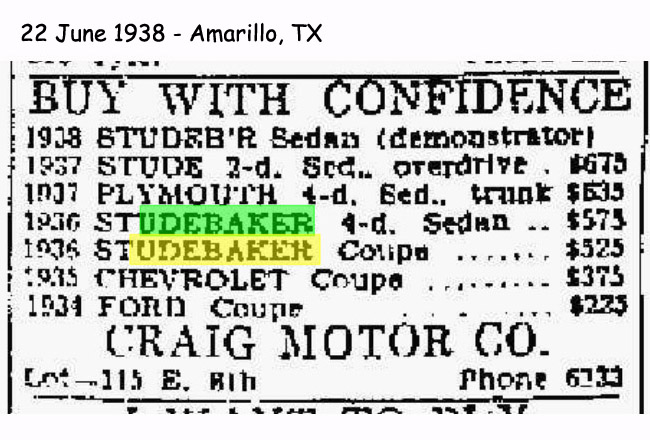 22 June 1938 - Amarillo, TX
BUY WITH CONFIDENCE
1938 STUDEB'R Sedan (demonstrator)
1937 STUDE 2-d. Sed., overdrive . $675
1937 PLYMOUTH 4-d. Sed., trunk $635
1936 STUDEBAKER 4-d. Sedan .. $575
1936 STUDEBAKER Coupe ....... $525
1935 CHEVROLET Coupe ......... $375
1934 FORD Coupe . . . .... $225
CRAIG MOTOR CO.
Lot—115 E. 8th Phone 6233